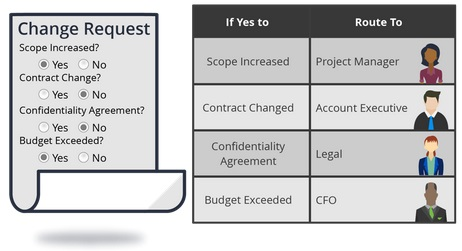 Change Request
Scope Increased?
Yes No
Contract Change?
Yes No
Confidentiality Agreement?
Yes No
Budget Exceeded?
Yes No
If Yes to Route To
Scope Increased Project Manager
Contract Changed Account Executive
Confidentiality
Agreement Legal
Budget Exceeded CFO